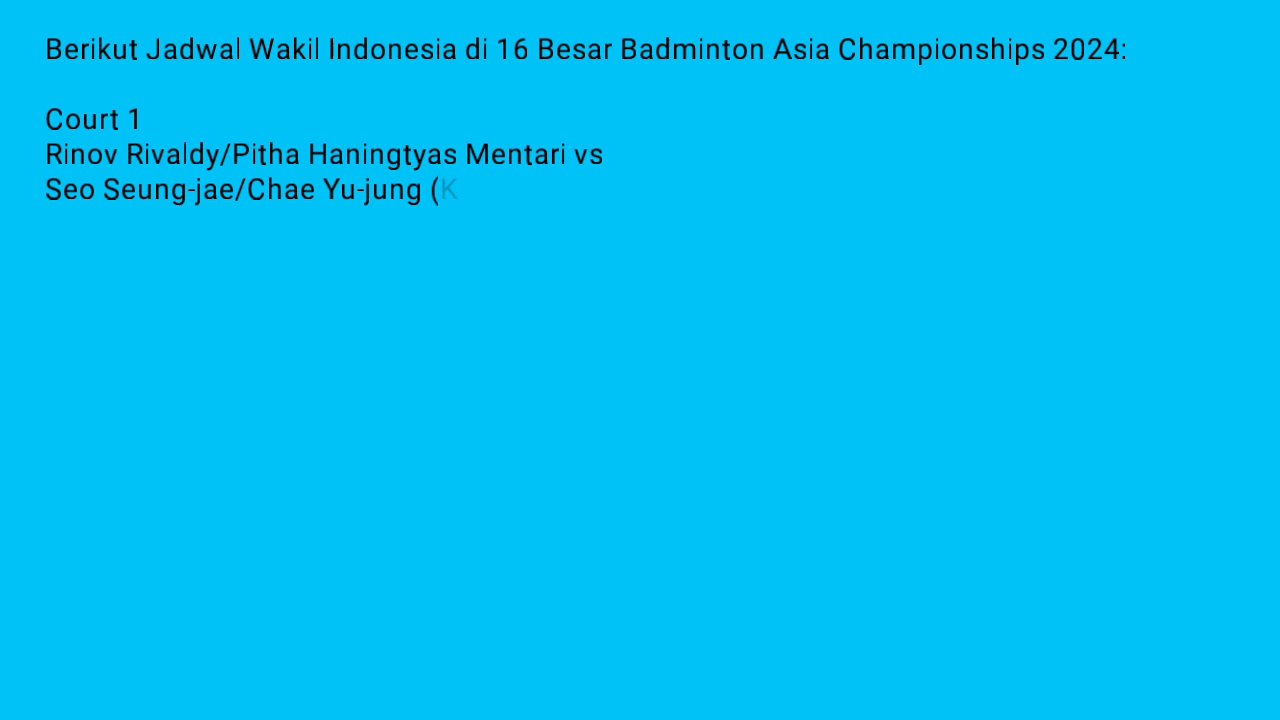 Berikut Jadwal Wakil Indonesia di 16 Besar Badminton Asia Championships 2024:
Court 1
Rinov Rivaldy/Pitha Haningtyas Mentari vs
Seo Seung-jae/Chae Yu-jung (K